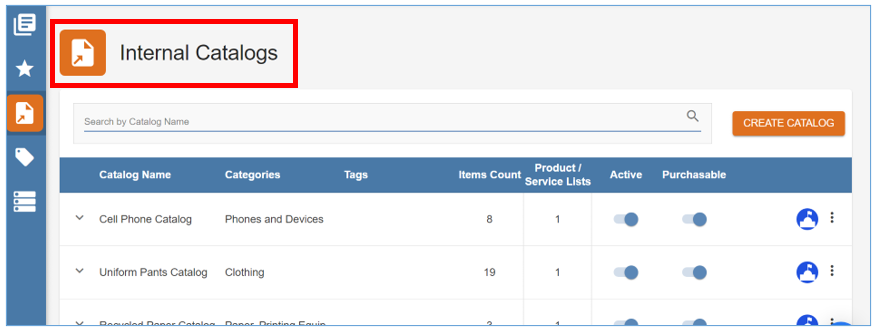 Internal Catalogs
Search by Catalog Name
CREATE CATALOG
Catalog Name Categories Tags Items Count Product / Service Lists Active Purchasable
Cell Phone Catalog Phones and Devices 8 1
Uniform Pants Catalog Clothing 19 1
Recycled Paper Catalog Paper, Printing Equip 3 1